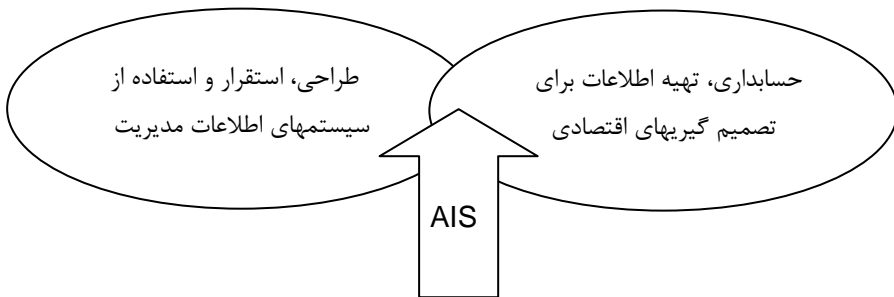 حسابداری، تهیه اطلاعات برای
تصمیم گیریهای اقتصادی
طراحی، استقرار و استفاده از
سیستمهای اطلاعات مدیریت
AIS